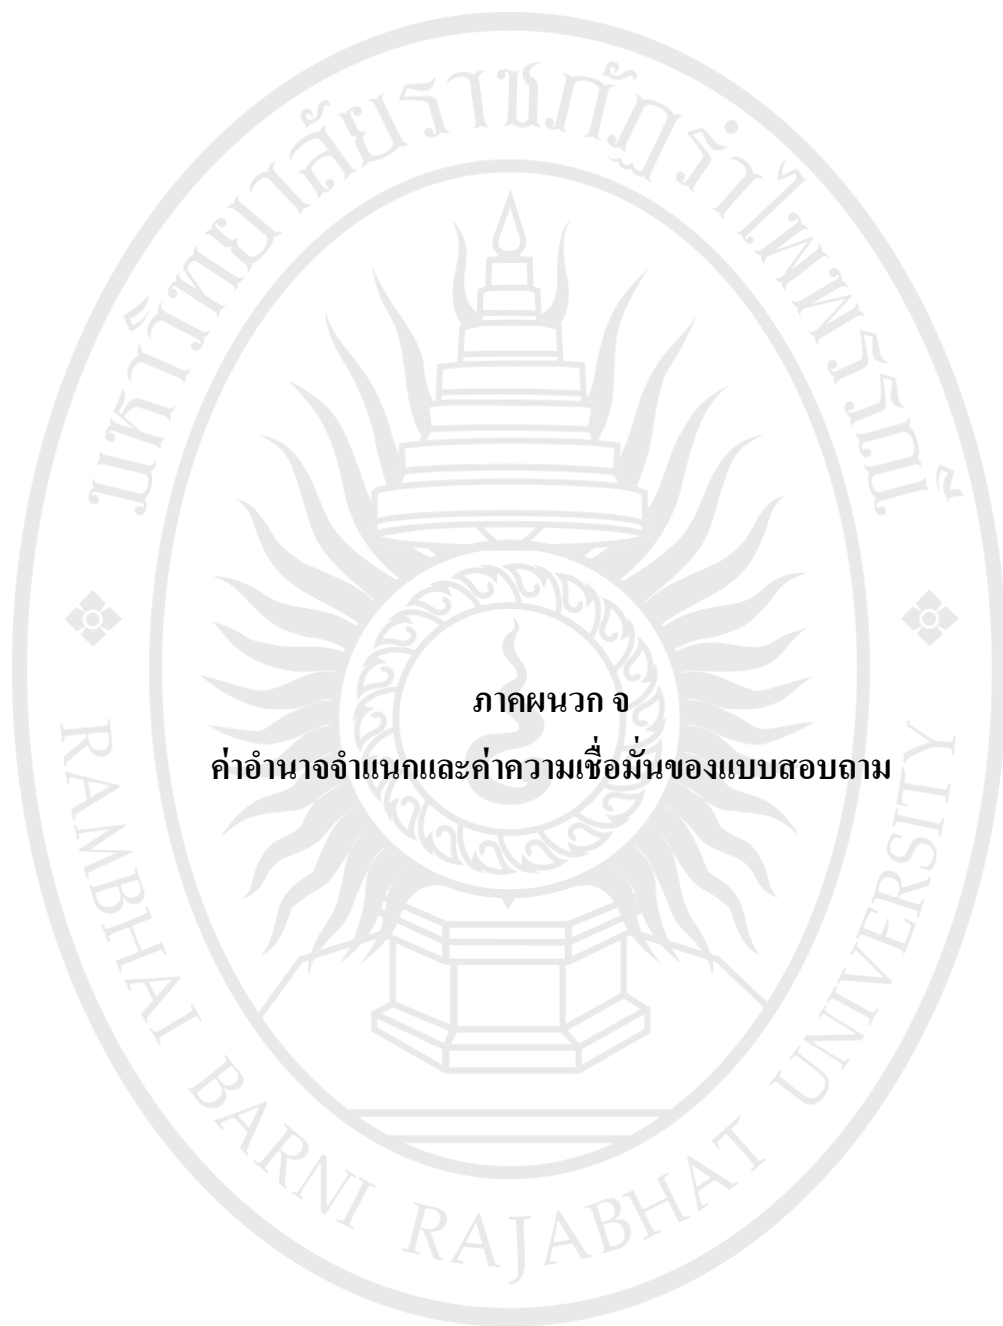 มหาวิทยาลัยราชภัฏรำไพพรรณี
ภาคผนวก จ
ค่าอำนาจจำแนกและค่าความเชื่อมั่นของแบบสอบถาม
RAMBHAI BARNI RAJABHAT UNIVERSITY